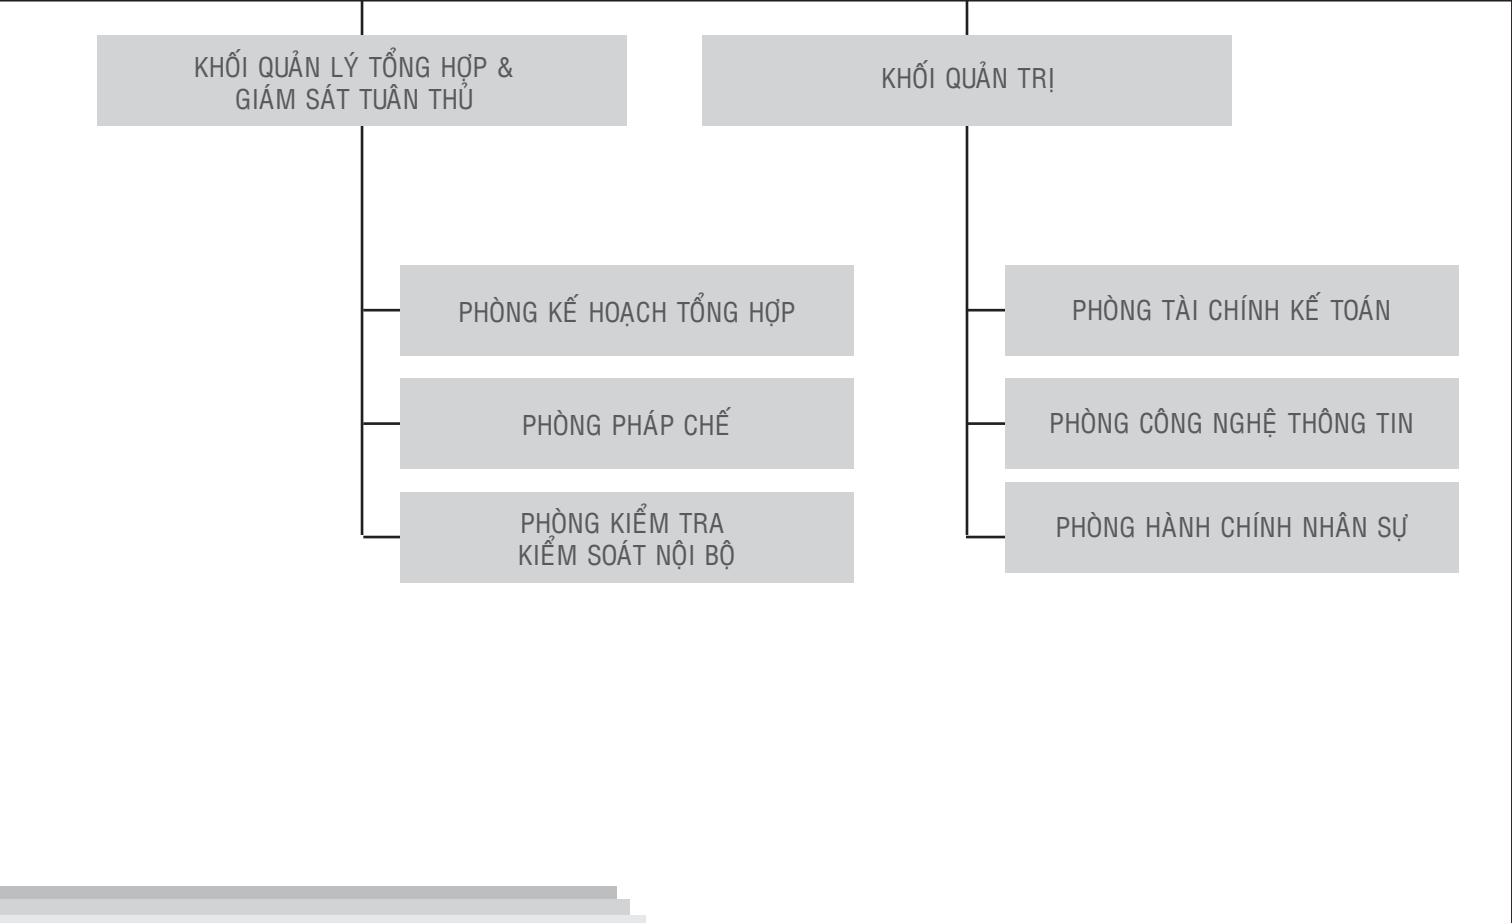 KHỐI QUẢN LÝ TỔNG HỢP &
GIÁM SÁT TUÂN THỦ
KHỐI QUẢN TRỊ
PHÒNG KẾ HOẠCH TỔNG HỢP
PHÒNG PHÁP CHẾ
PHÒNG KIỂM TRA
KIỂM SOÁT NỘI BỘ
PHÒNG TÀI CHÍNH KẾ TOÁN
PHÒNG CÔNG NGHỆ THÔNG TIN
PHÒNG HÀNH CHÍNH NHÂN SỰ